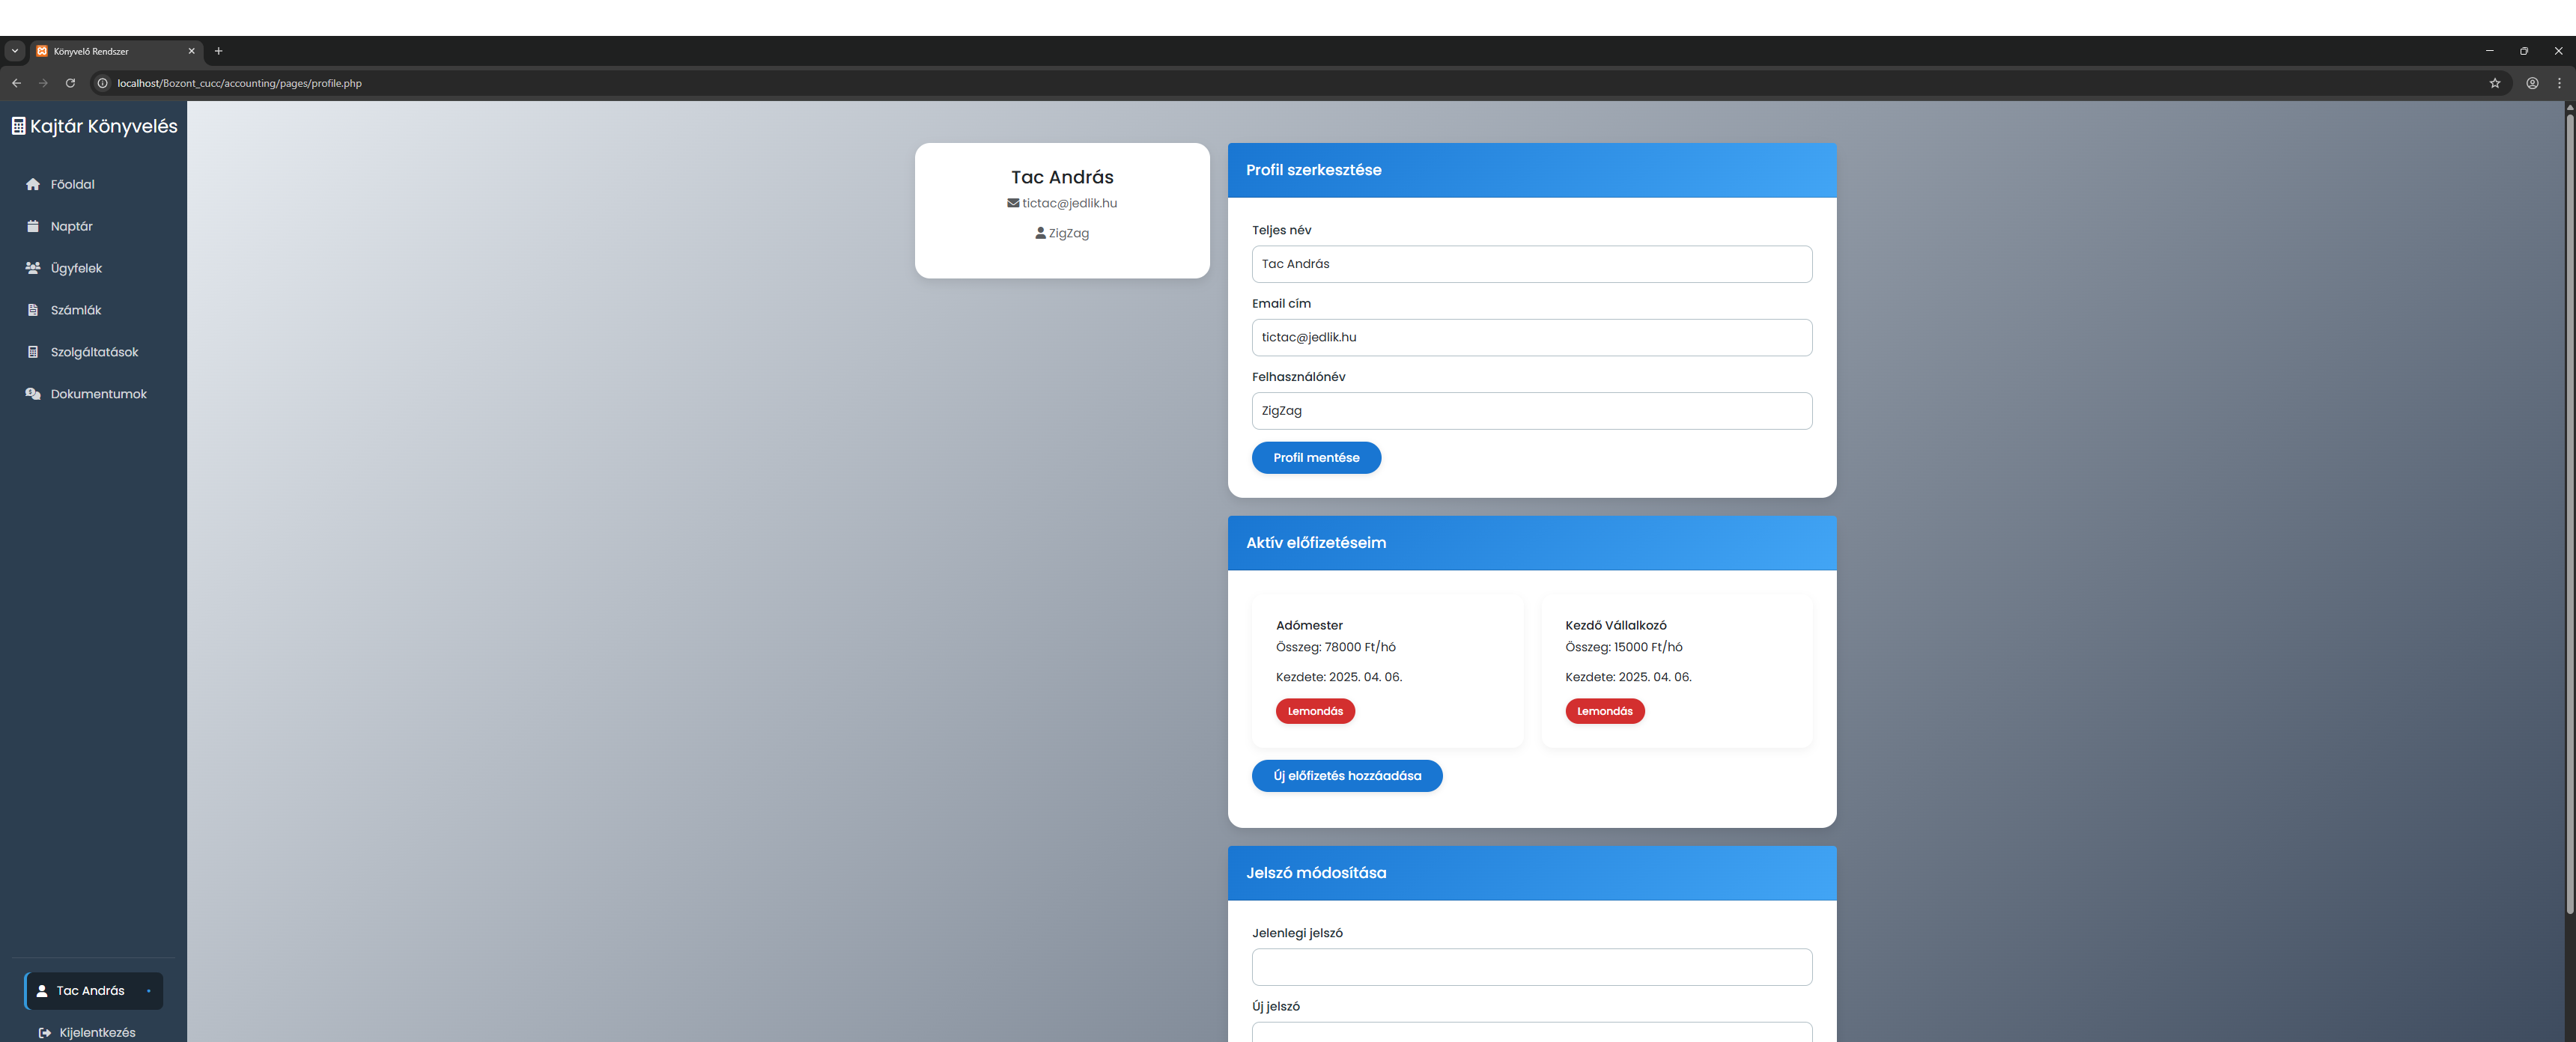 Könyvelő Rendszer
localhost/Bozont_cucc/accounting/pages/profile.php
Kajtár Könyvelés
Főoldal
Naptár
Ügyfelek
Számlák
Szolgáltatások
Dokumentumok
Tac András
Kijelentkezés
Tac András
tictac@jedlik.hu
ZigZag
Profil szerkesztése
Teljes név
Tac András
Email cím
tictac@jedlik.hu
Felhasználónév
ZigZag
Profil mentése
Aktív előfizetéseim
Adómester
Összeg: 78000 Ft/hó
Kezdete: 2025. 04. 06.
Lemondás
Kezdő Vállalkozó
Összeg: 15000 Ft/hó
Kezdete: 2025. 04. 06.
Lemondás
Új előfizetés hozzáadása
Jelszó módosítása
Jelenlegi jelszó
Új jelszó